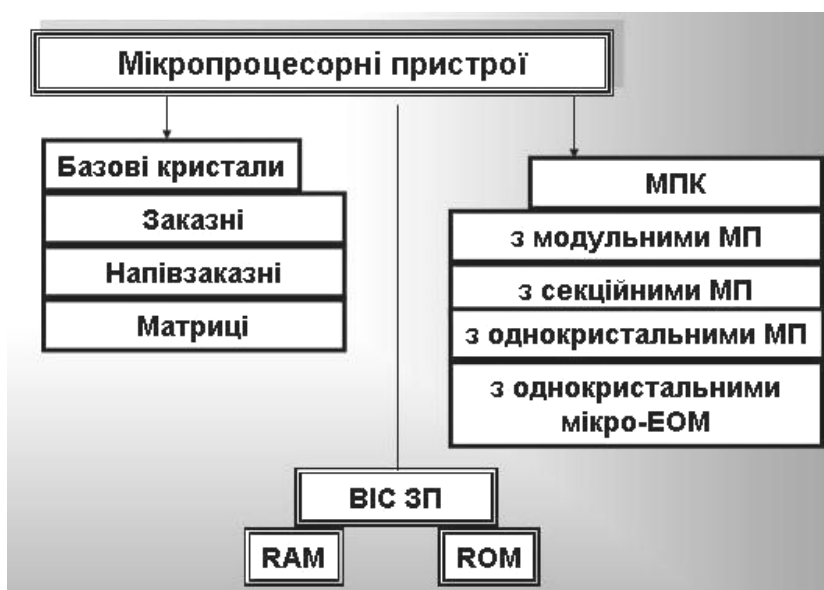 Мікропроцесорні пристрої
Базові кристали
Заказні
Напівзаказні
Матриці
МПК
з модульними МП
з секційними МП
з однокристальними МП
з однокристальними
мікро-ЕОМ
ВІС ЗП
RAM
ROM